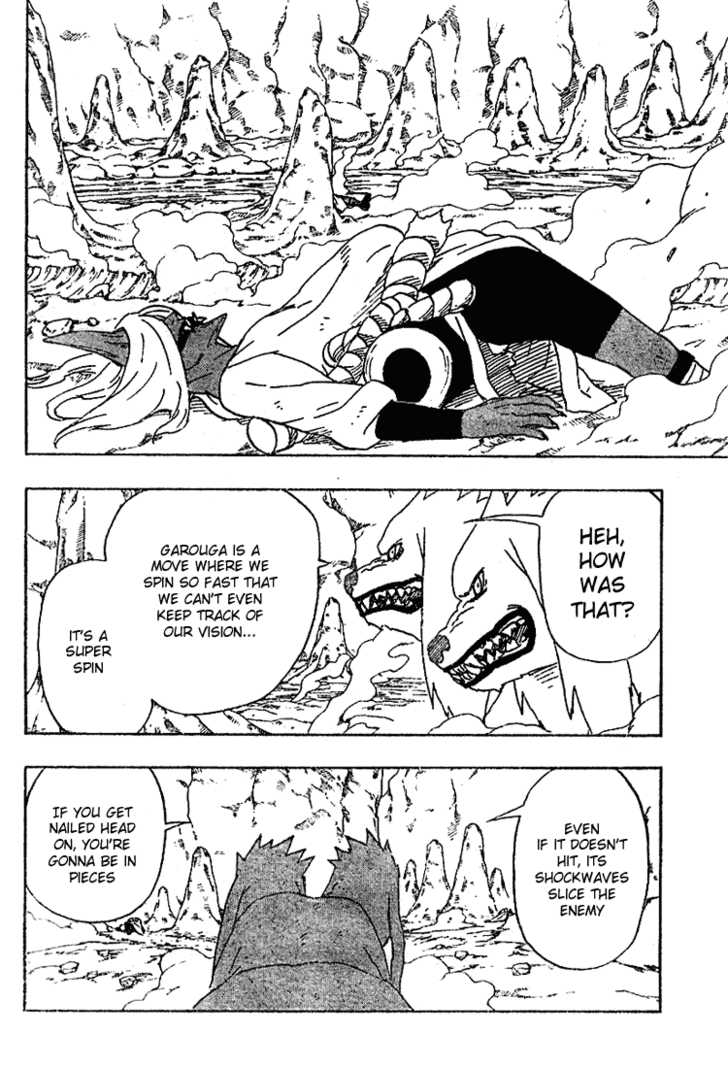 HEH,
HOW
WAS
THAT?
GAROUGA IS A
MOVE WHERE WE
SPIN SO FAST THAT
WE CAN'T EVEN
KEEP TRACK OF
OUR VISION...
IT'S A
SUPER
SPIN
EVEN
IF IT DOESN'T
HIT, ITS
SHOCKWAVES
SLICE THE
ENEMY
IF YOU GET
NAILED HEAD
ON, YOU'RE
GONNA BE IN
PIECES